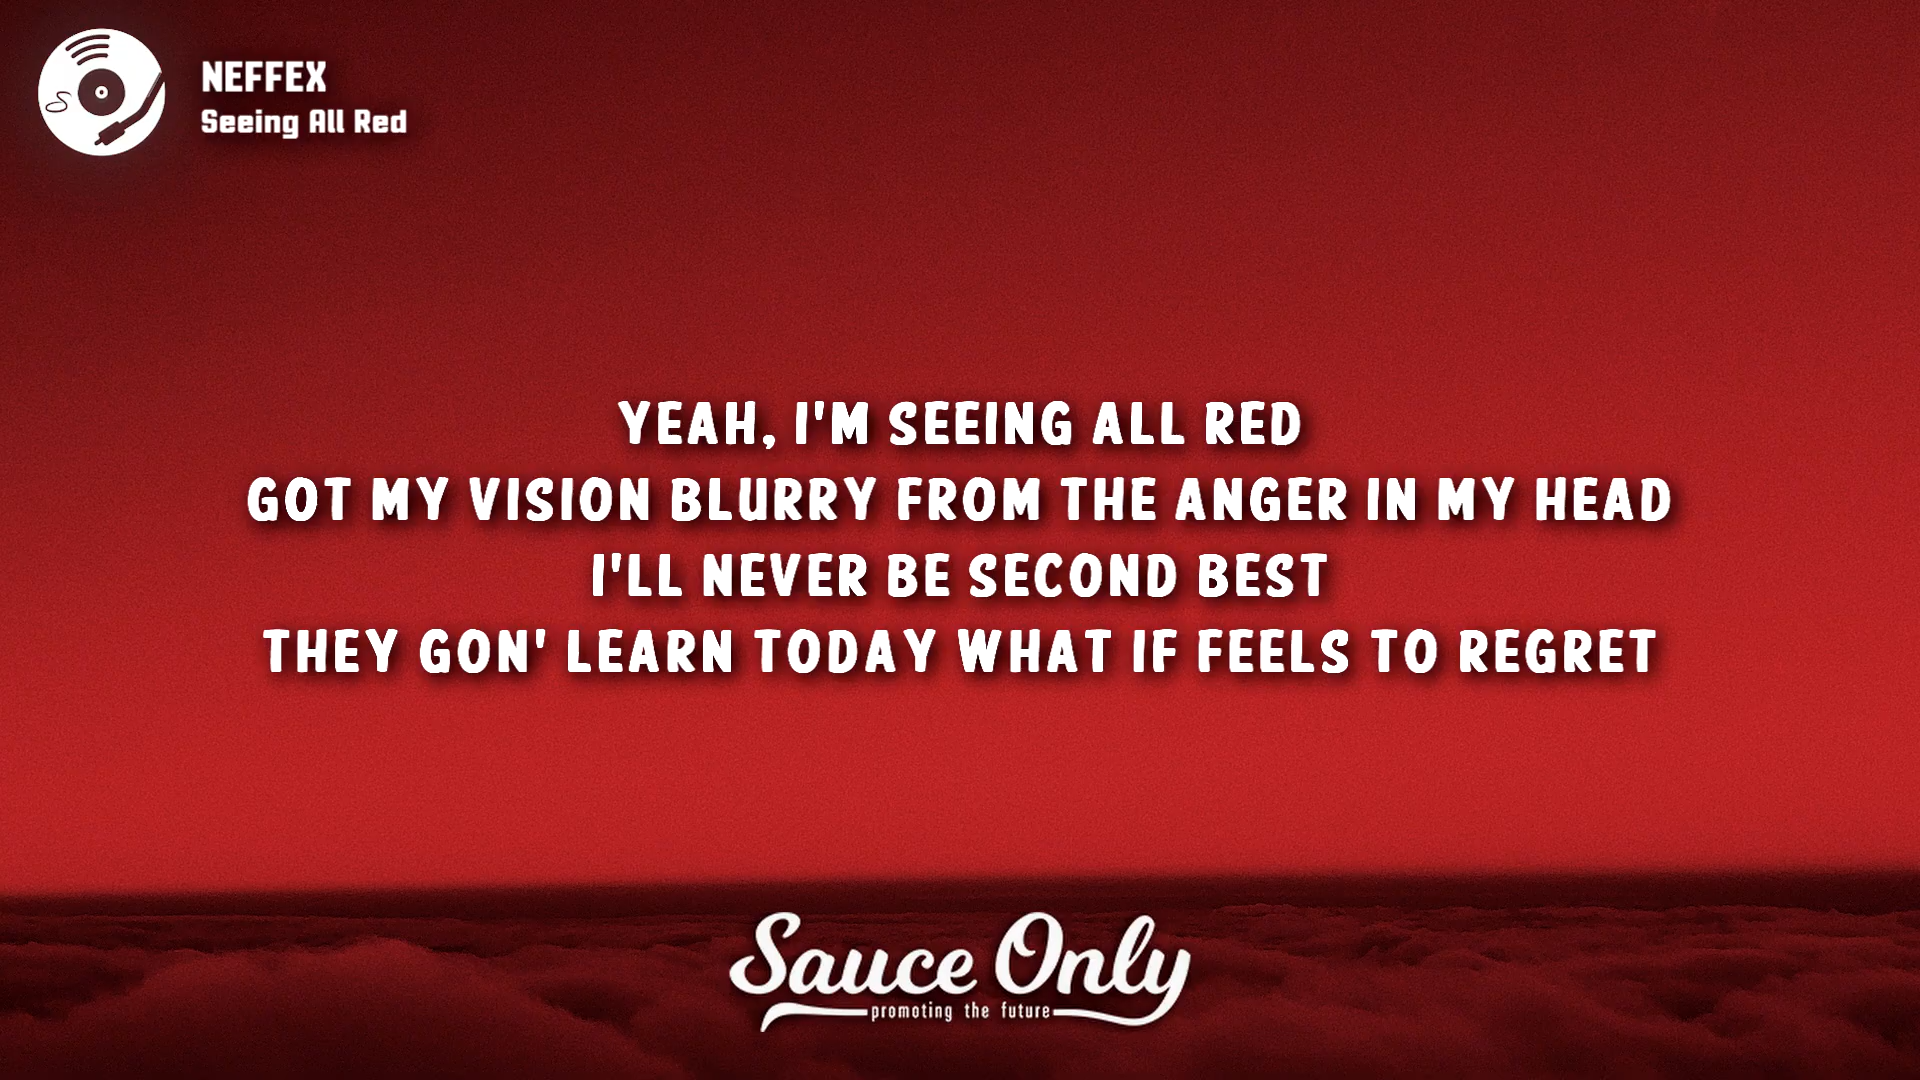 NEFFEX
Seeing All Red
YEAH, I'M SEEING ALL RED
GOT MY VISION BLURRY FROM THE ANGER IN MY HEAD
I'LL NEVER BE SECOND BEST
THEY GON' LEARN TODAY WHAT IF FEELS TO REGRET
Sauce Only
promoting the future